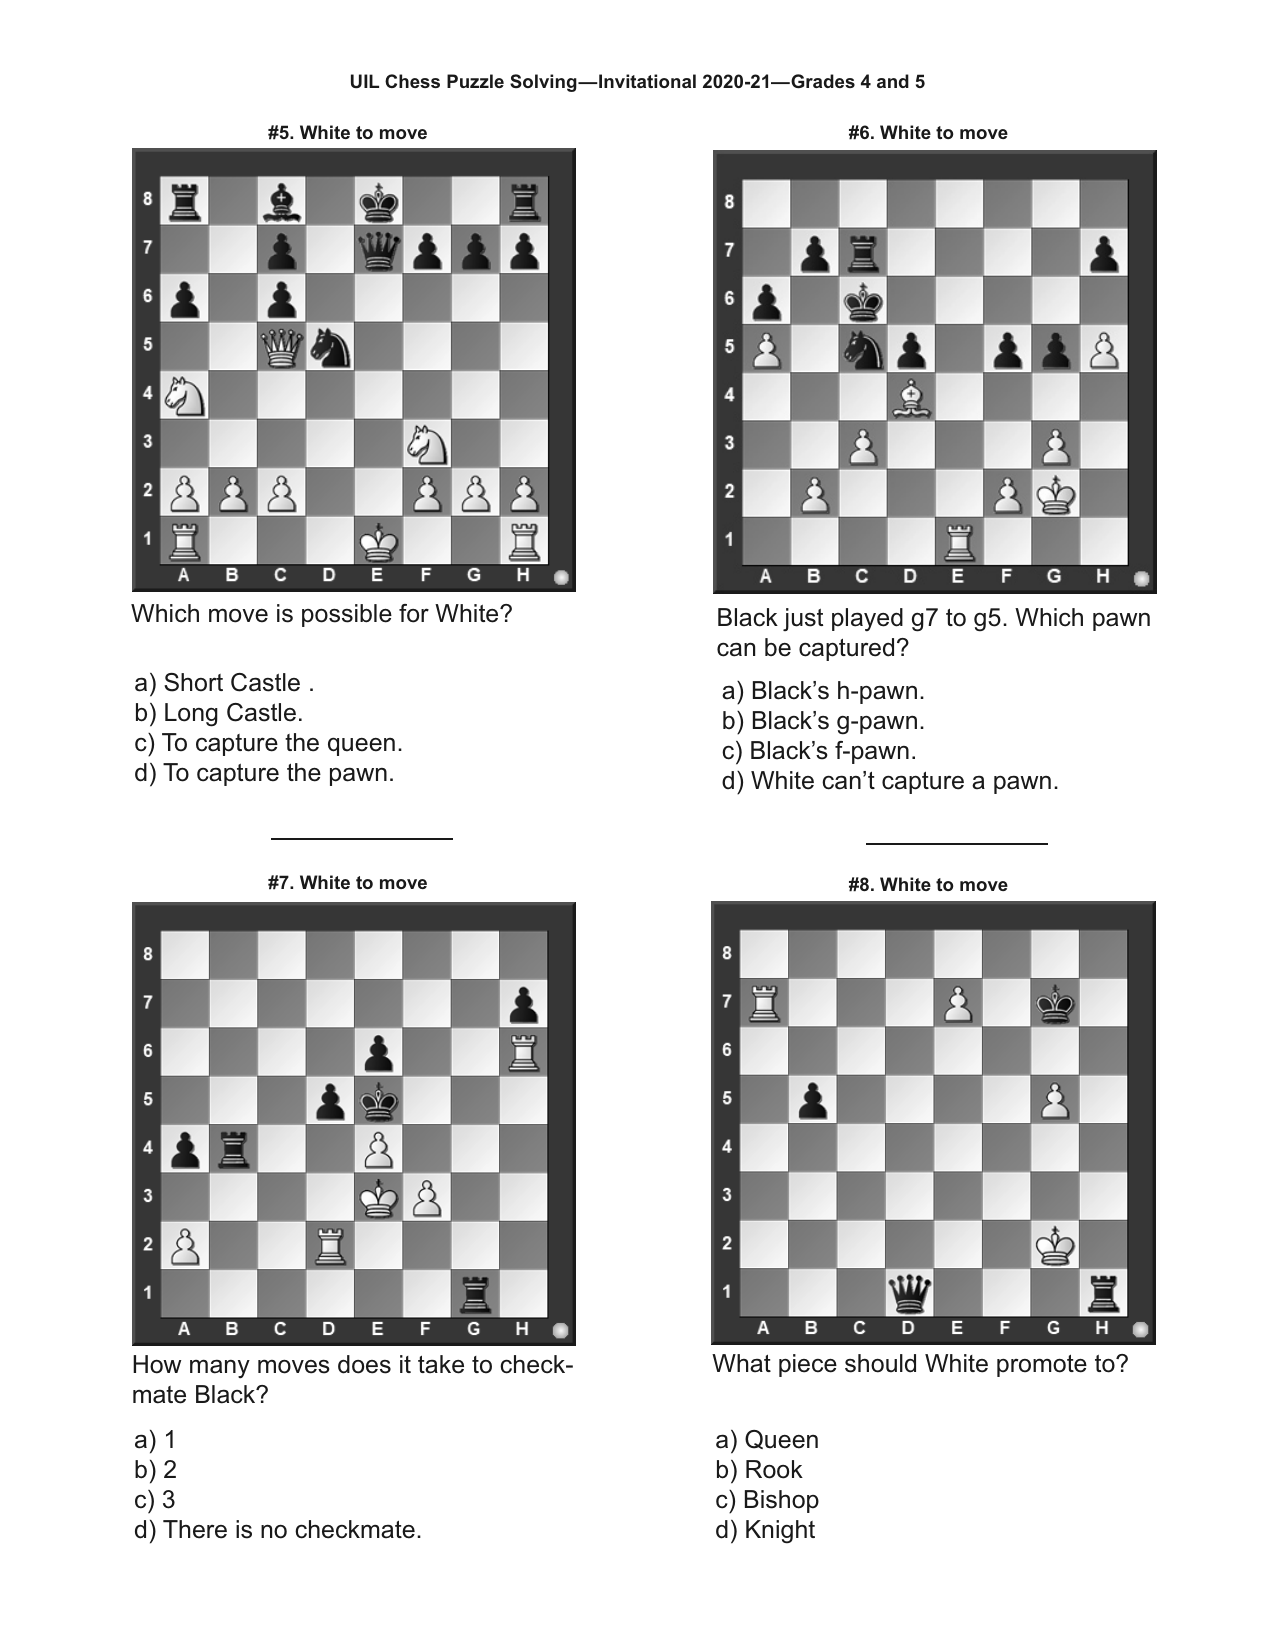 UIL Chess Puzzle Solving—Invitational 2020-21—Grades 4 and 5
#5. White to move
8
7
6
5
4
3
2
1
A B C D E F G H
Which move is possible for White?
a) Short Castle .
b) Long Castle.
c) To capture the queen.
d) To capture the pawn.
#6. White to move
8
7
6
5
4
3
2
1
A B C D E F G H
Black just played g7 to g5. Which pawn
can be captured?
a) Black’s h-pawn.
b) Black’s g-pawn.
c) Black’s f-pawn.
d) White can’t capture a pawn.
#7. White to move
8
7
6
5
4
3
2
1
A B C D E F G H
How many moves does it take to check-
mate Black?
a) 1
b) 2
c) 3
d) There is no checkmate.
#8. White to move
8
7
6
5
4
3
2
1
A B C D E F G H
What piece should White promote to?
a) Queen
b) Rook
c) Bishop
d) Knight